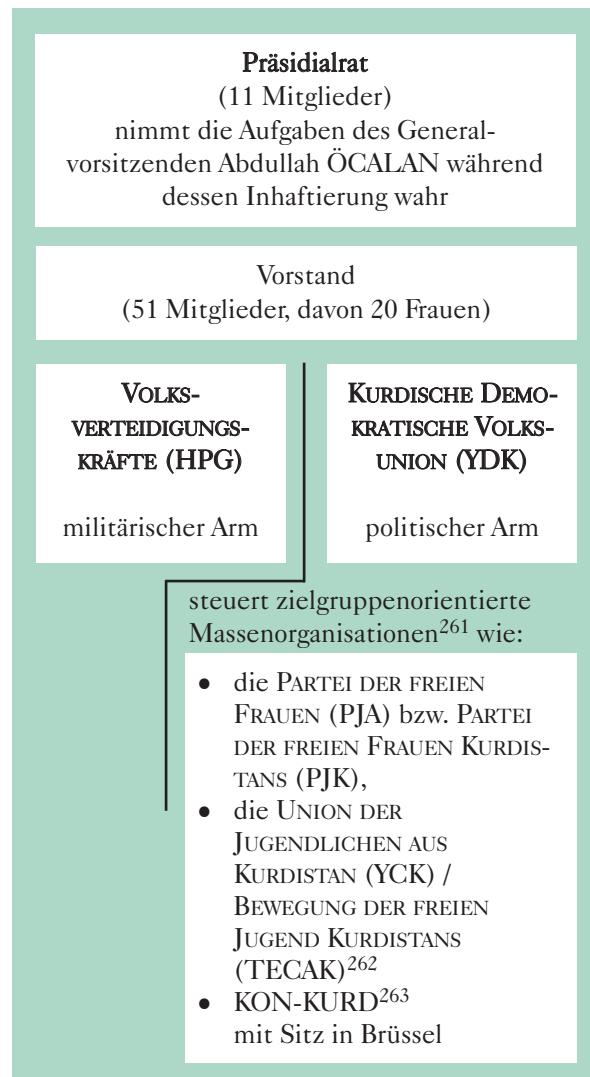 Präsidialrat
(11 Mitglieder)
nimmt die Aufgaben des General-
vorsitzenden Abdullah ÖCALAN während
dessen Inhaftierung wahr
Vorstand
(51 Mitglieder, davon 20 Frauen)
VOLKS-
VERTEIDIGUNGS-
KRÄFTE (HPG)
militärischer Arm
KURDISCHE DEMO-
KRATISCHE VOLKS-
UNION (YDK)
politischer Arm
steuert zielgruppenorientierte
Massenorganisationen261 wie:
• die PARTEI DER FREIEN
FRAUEN (PJA) bzw. PARTEI
DER FREIEN FRAUEN KURDIS-
TANS (PJK),
• die UNION DER
JUGENDLICHEN AUS
KURDISTAN (YCK) /
BEWEGUNG DER FREIEN
JUGEND KURDISTANS
(TECAK)262
• KON-KURD263
mit Sitz in Brüssel